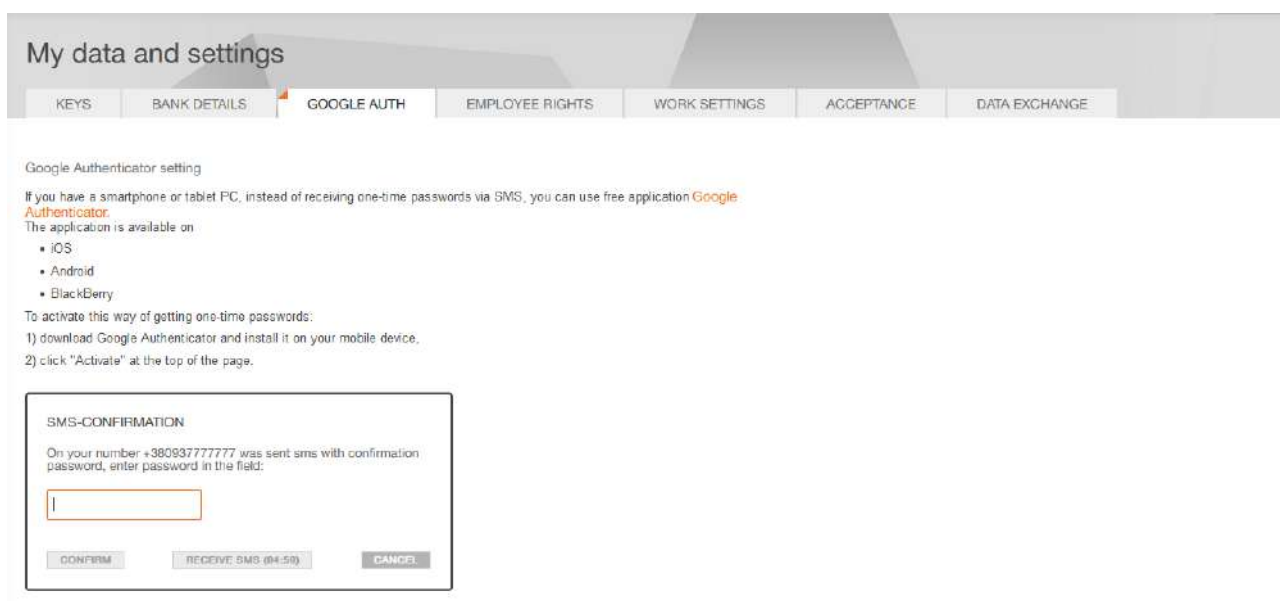 My data and settings
KEYS BANK DETAILS GOOGLE AUTH EMPLOYEE RIGHTS WORK SETTINGS ACCEPTANCE DATA EXCHANGE
Google Authenticator setting
If you have a smartphone or tablet PC, instead of receiving one-time passwords via SMS, you can use free application Google
Authenticator.
The application is available on
• iOS
• Android
• BlackBerry
To activate this way of getting one-time passwords:
1) download Google Authenticator and install it on your mobile device,
2) click "Activate" at the top of the page.
SMS-CONFIRMATION
On your number +380937777777 was sent sms with confirmation
password, enter password in the field:
CONFIRM RECEIVE SMS (04:59) CANCEL